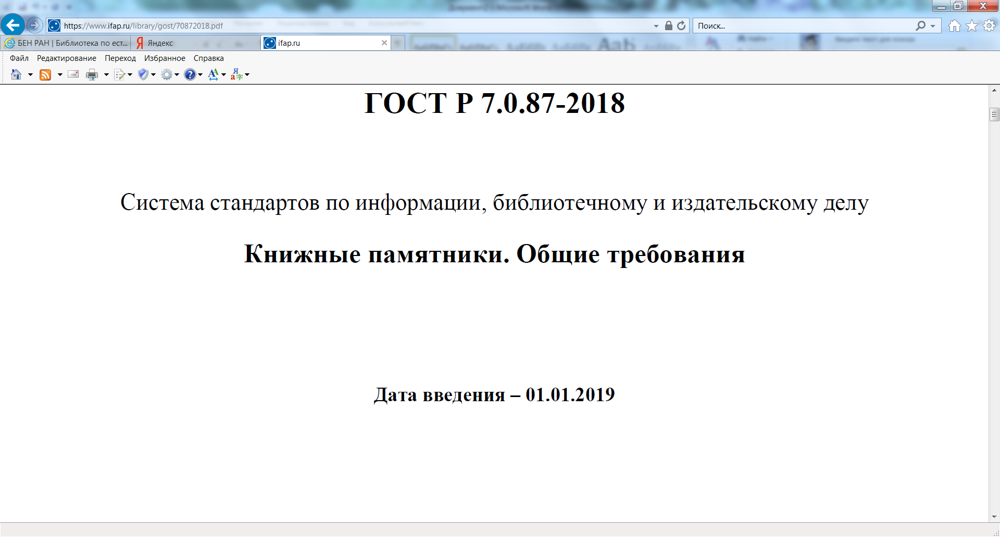 https://www.ifap.ru/library/gost/70872018.pdf
Поиск...
БЕН РАН | Библиотека по ест...
Яндекс
ifap.ru
Файл Редактирование Переход Избранное Справка
ГОСТ Р 7.0.87-2018
Система стандартов по информации, библиотечному и издательскому делу
Книжные памятники. Общие требования
Дата введения – 01.01.2019